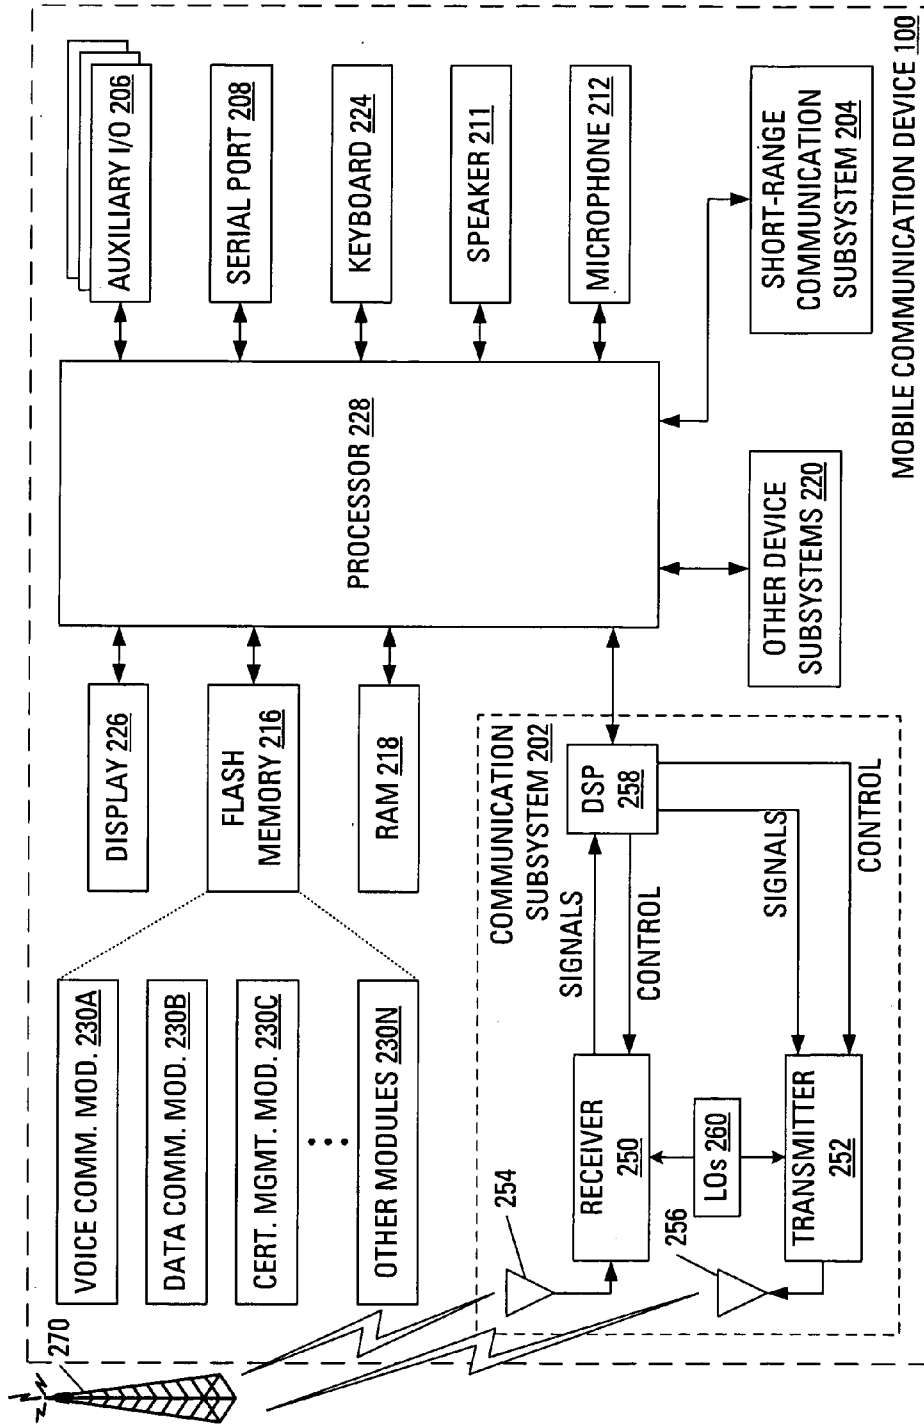 270
VOICE COMM. MOD. 230A
DATA COMM. MOD. 230B
CERT. MGMT. MOD. 230C
OTHER MODULES 230N
DISPLAY 226
FLASH
MEMORY 216
RAM 218
PROCESSOR 228
AUXILIARY I/O 206
SERIAL PORT 208
KEYBOARD 224
SPEAKER 211
MICROPHONE 212
COMMUNICATION
SUBSYSTEM 202
254
RECEIVER
250
SIGNALS
CONTROL
DSP
258
LOs 260
256
TRANSMITTER
252
SIGNALS
CONTROL
OTHER DEVICE
SUBSYSTEMS 220
SHORT-RANGE
COMMUNICATION
SUBSYSTEM 204
MOBILE COMMUNICATION DEVICE 100